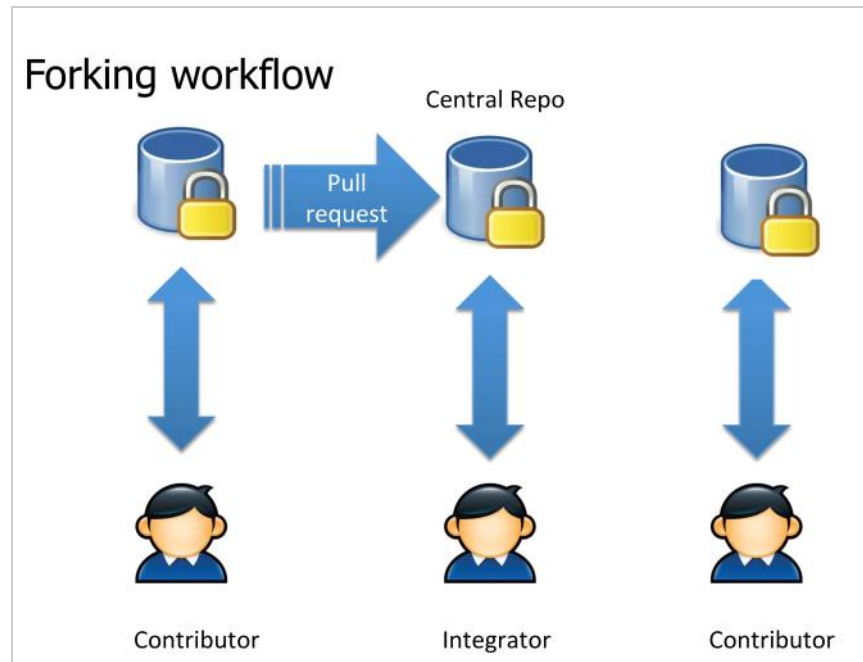 Forking workflow
Central Repo
Pull
request
Contributor
Integrator
Contributor